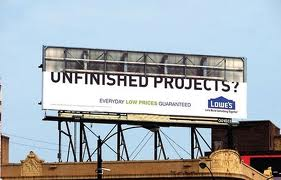 UNFINISHED PROJECTS?
EVERYDAY LOW PRICES GUARANTEED
LOWE'S